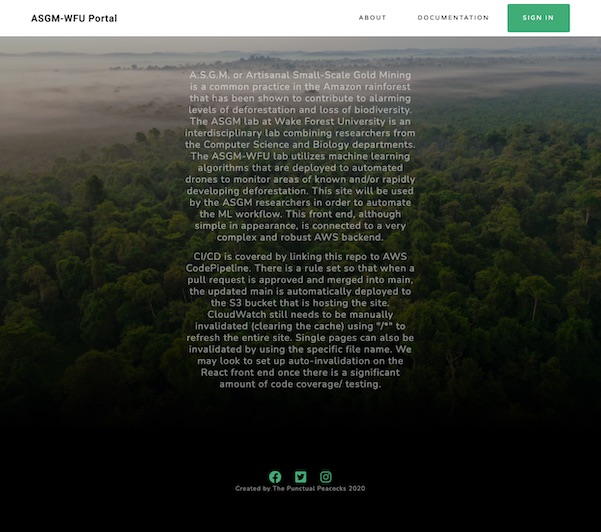 ASGM-WFU Portal
ABOUT
DOCUMENTATION
SIGN IN
A.S.G.M. or Artisanal Small-Scale Gold Mining
is a common practice in the Amazon rainforest
that has been shown to contribute to alarming
levels of deforestation and loss of biodiversity.
The ASGM lab at Wake Forest University is an
interdisciplinary lab combining researchers from
the Computer Science and Biology departments.
The ASGM-WFU lab utilizes machine learning
algorithms that are deployed to automated
drones to monitor areas of known and/or rapidly
developing deforestation. This site will be used
by the ASGM researchers in order to automate
the ML workflow. This front end, although
simple in appearance, is connected to a very
complex and robust AWS backend.
CI/CD is covered by linking this repo to AWS
CodePipeline. There is a rule set so that when a
pull request is approved and merged into main,
the updated main is automatically deployed to
the S3 bucket that is hosting the site.
CloudWatch still needs to be manually
invalidated (clearing the cache) using "/*" to
refresh the entire site. Single pages can also be
invalidated by using the specific file name. We
may look to set up auto-invalidation on the
React front end once there is a significant
amount of code coverage/ testing.
Created by The Punctual Peacocks 2020